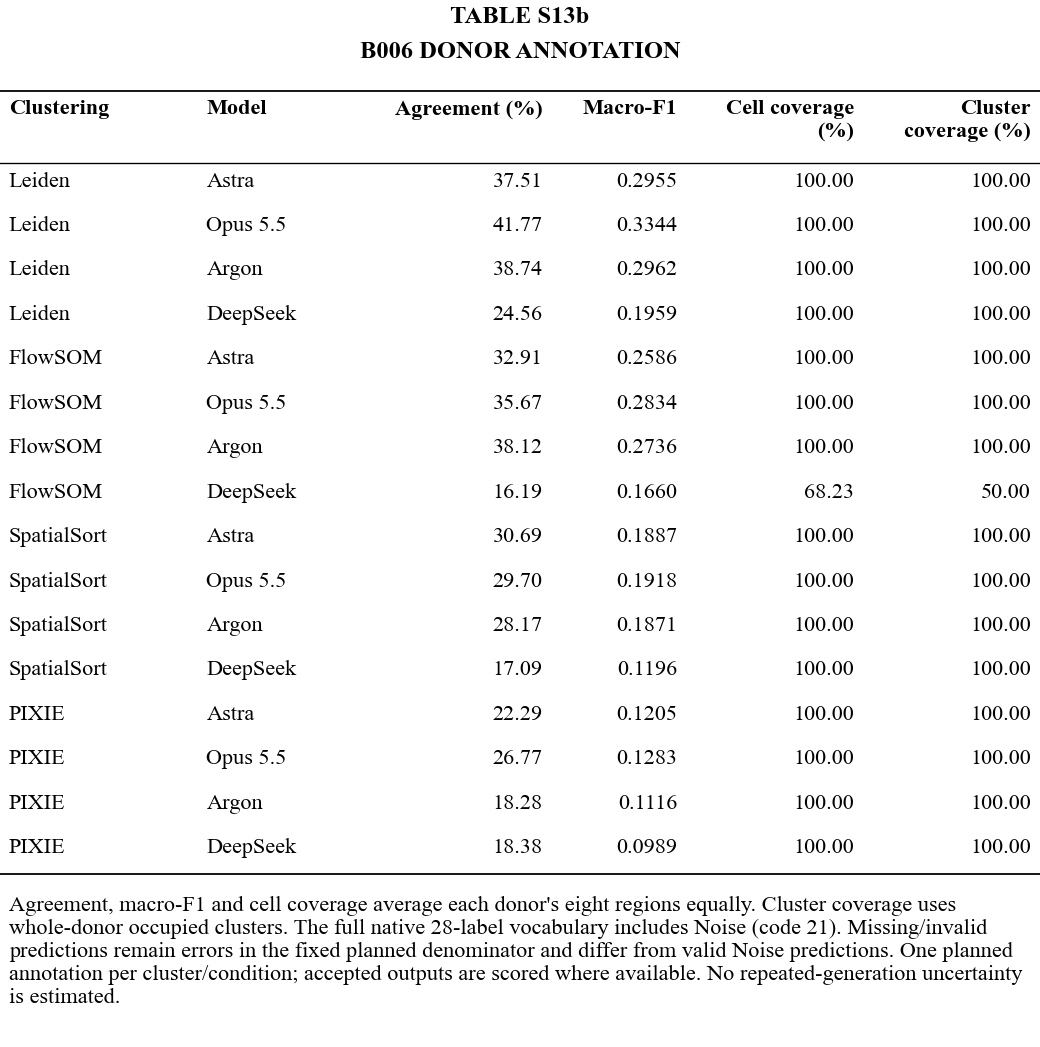 TABLE S13b
B006 DONOR ANNOTATION
Clustering Model Agreement (%) Macro-F1 Cell coverage (%) Cluster coverage (%)
Leiden Astra 37.51 0.2955 100.00 100.00
Leiden Opus 5.5 41.77 0.3344 100.00 100.00
Leiden Argon 38.74 0.2962 100.00 100.00
Leiden DeepSeek 24.56 0.1959 100.00 100.00
FlowSOM Astra 32.91 0.2586 100.00 100.00
FlowSOM Opus 5.5 35.67 0.2834 100.00 100.00
FlowSOM Argon 38.12 0.2736 100.00 100.00
FlowSOM DeepSeek 16.19 0.1660 68.23 50.00
SpatialSort Astra 30.69 0.1887 100.00 100.00
SpatialSort Opus 5.5 29.70 0.1918 100.00 100.00
SpatialSort Argon 28.17 0.1871 100.00 100.00
SpatialSort DeepSeek 17.09 0.1196 100.00 100.00
PIXIE Astra 22.29 0.1205 100.00 100.00
PIXIE Opus 5.5 26.77 0.1283 100.00 100.00
PIXIE Argon 18.28 0.1116 100.00 100.00
PIXIE DeepSeek 18.38 0.0989 100.00 100.00
Agreement, macro-F1 and cell coverage average each donor's eight regions equally. Cluster coverage uses
whole-donor occupied clusters. The full native 28-label vocabulary includes Noise (code 21). Missing/invalid
predictions remain errors in the fixed planned denominator and differ from valid Noise predictions. One planned
annotation per cluster/condition; accepted outputs are scored where available. No repeated-generation uncertainty
is estimated.